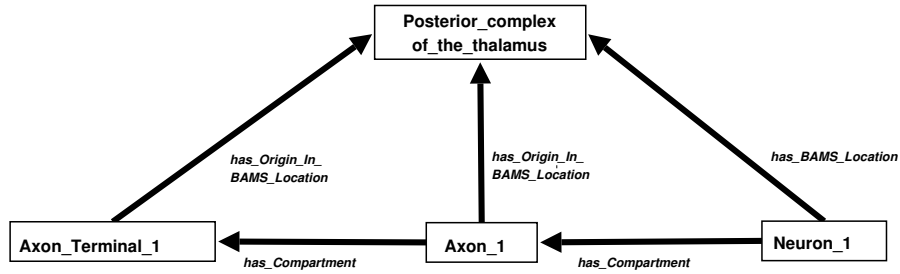 Posterior_complex
of_the_thalamus
has_Origin_In_
BAMS_Location
has_Origin_In_
BAMS_Location
has_BAMS_Location
Axon_Terminal_1
Axon_1
Neuron_1
has_Compartment
has_Compartment